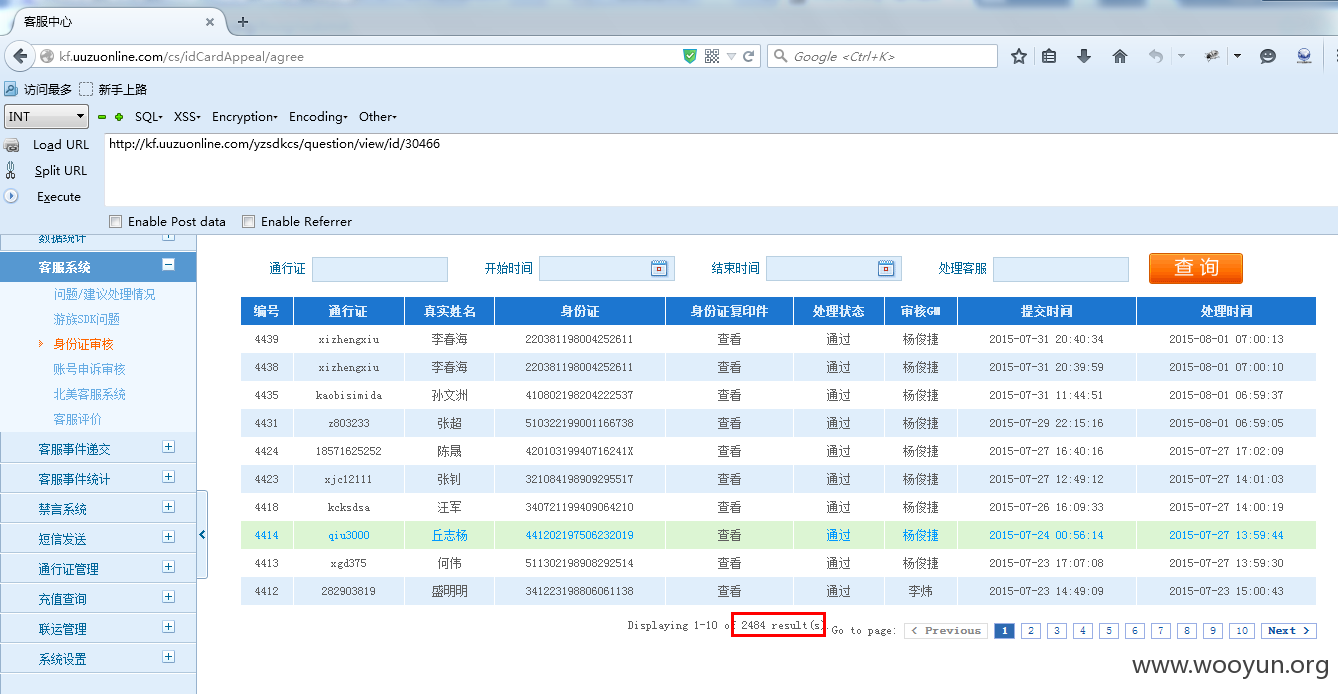 客服中心
kf.uuzuonline.com/cs/idCardAppeal/agree
Google <Ctrl+K>
访问最多 新手上路
INT SQL XSS Encryption Encoding Other
Load URL http://kf.uuzuonline.com/yzsdkcs/question/view/id/30466
Split URL
Execute
Enable Post data Enable Referrer
数据统计
客服系统
问题/建议处理情况
游族SDK问题
身份证审核
账号申诉审核
北美客服系统
客服评价
客服事件递交
客服事件统计
禁言系统
短信发送
通行证管理
充值查询
联运管理
系统设置
通行证 开始时间 结束时间 处理客服 查 询
编号 通行证 真实姓名 身份证 身份证复印件 处理状态 审核GM 提交时间 处理时间
4439 xizhengxiu 李春海 220381198004252611 查看 通过 杨俊捷 2015-07-31 20:40:34 2015-08-01 07:00:13
4438 xizhengxiu 李春海 220381198004252611 查看 通过 杨俊捷 2015-07-31 20:39:59 2015-08-01 07:00:10
4435 kaobisimida 孙文洲 410802198204222537 查看 通过 杨俊捷 2015-07-31 11:44:51 2015-08-01 06:59:37
4431 z803233 张超 510322199001166738 查看 通过 杨俊捷 2015-07-29 22:15:16 2015-08-01 06:59:05
4424 18571625252 陈晟 42010319940716241X 查看 通过 杨俊捷 2015-07-27 16:40:16 2015-07-27 17:02:09
4423 xjc12111 张钊 321084198909295517 查看 通过 杨俊捷 2015-07-27 12:49:12 2015-07-27 14:01:03
4418 kcksdsa 汪军 340721199409064210 查看 通过 杨俊捷 2015-07-26 16:09:33 2015-07-27 14:00:19
4414 qiu3000 丘志杨 441202197506232019 查看 通过 杨俊捷 2015-07-24 00:56:14 2015-07-27 13:59:44
4413 xgd375 何伟 511302198908292514 查看 通过 杨俊捷 2015-07-23 17:07:08 2015-07-27 13:59:30
4412 282903819 盛明明 341223198806061138 查看 通过 李炜 2015-07-23 14:49:09 2015-07-23 15:00:43
Displaying 1-10 of 2484 result(s). Go to page: < Previous 1 2 3 4 5 6 7 8 9 10 Next >
www.wooyun.org